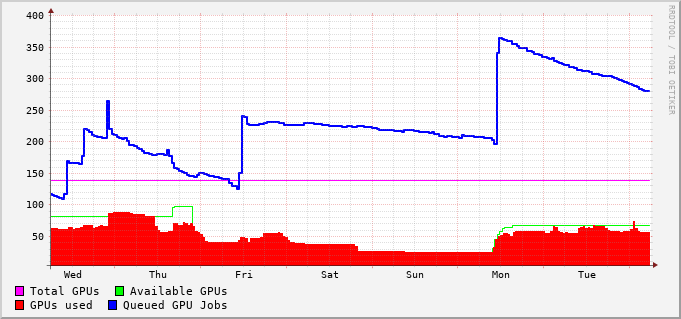 400
350
300
250
200
150
100
50
Wed Thu Fri Sat Sun Mon Tue
Total GPUs Available GPUs
GPUs used Queued GPU Jobs
RRDTOOL / TOBI OETIKER